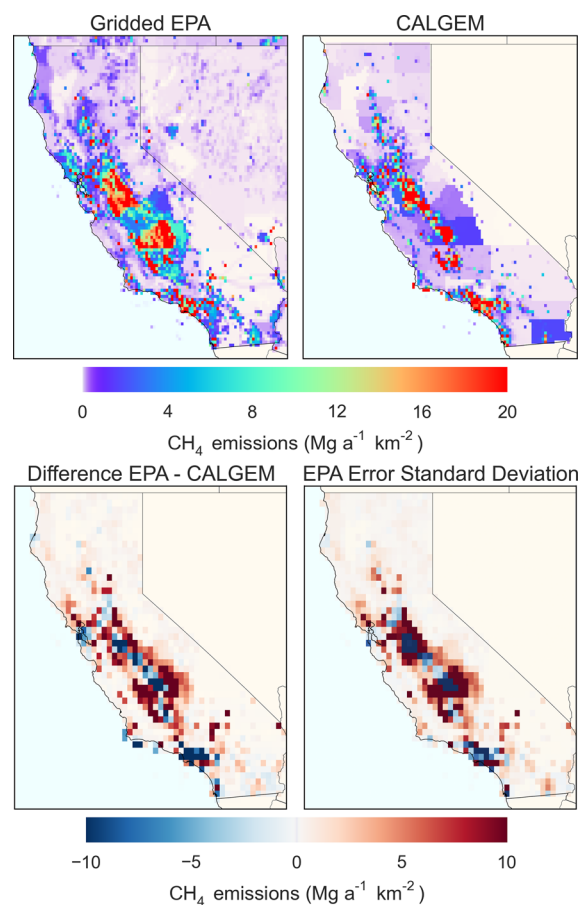 Gridded EPA
CALGEM
0 4 8 12 16 20
CH₄ emissions (Mg a⁻¹ km⁻²)
Difference EPA - CALGEM
EPA Error Standard Deviation
−10 −5 0 5 10
CH₄ emissions (Mg a⁻¹ km⁻²)